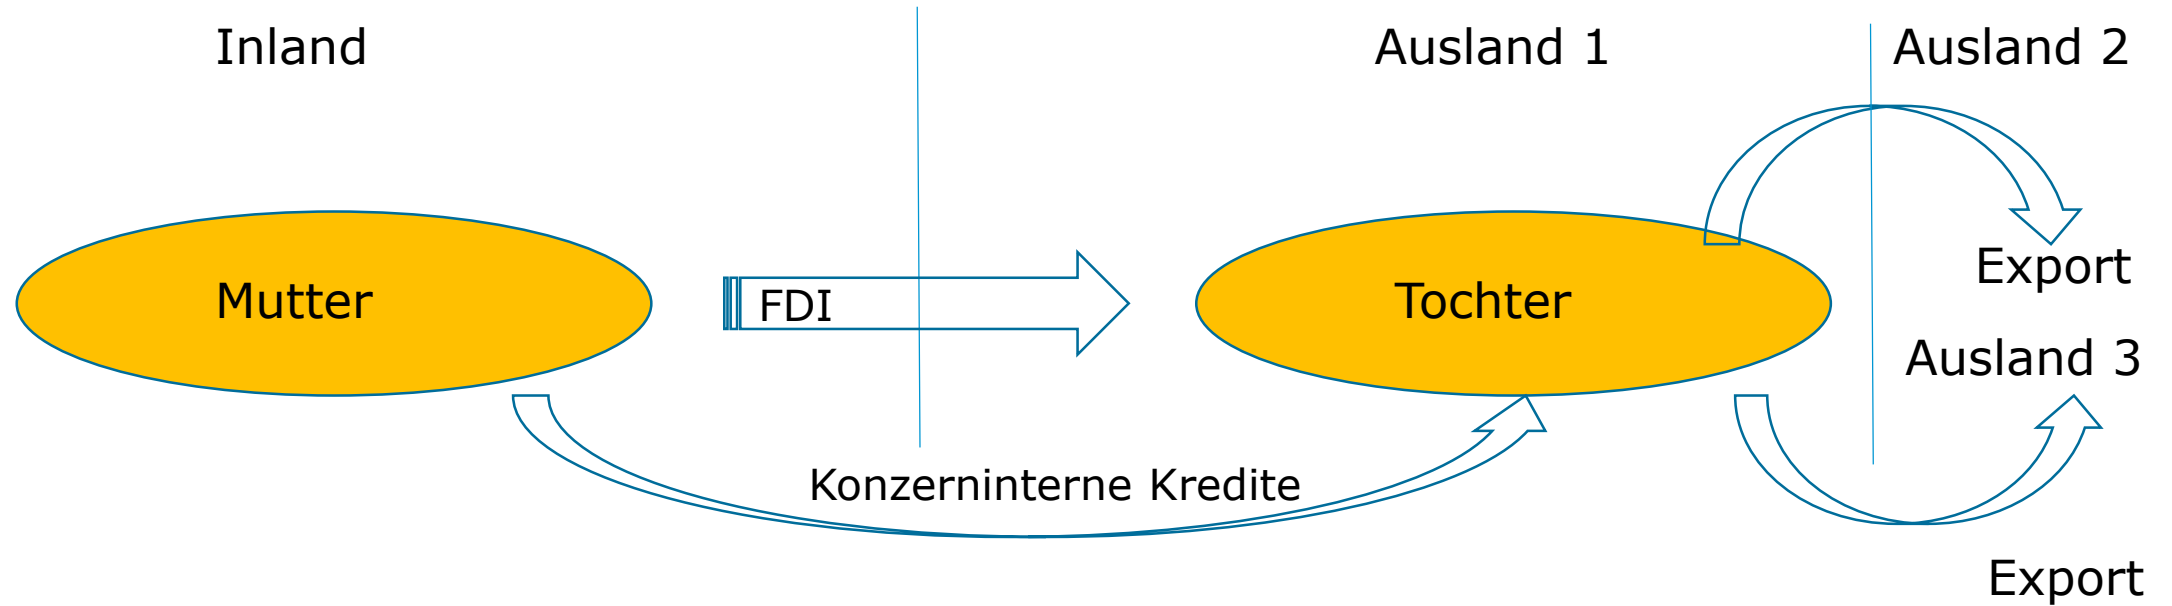 Inland
Ausland 1
Ausland 2
Mutter
FDI
Tochter
Export
Ausland 3
Konzerninterne Kredite
Export